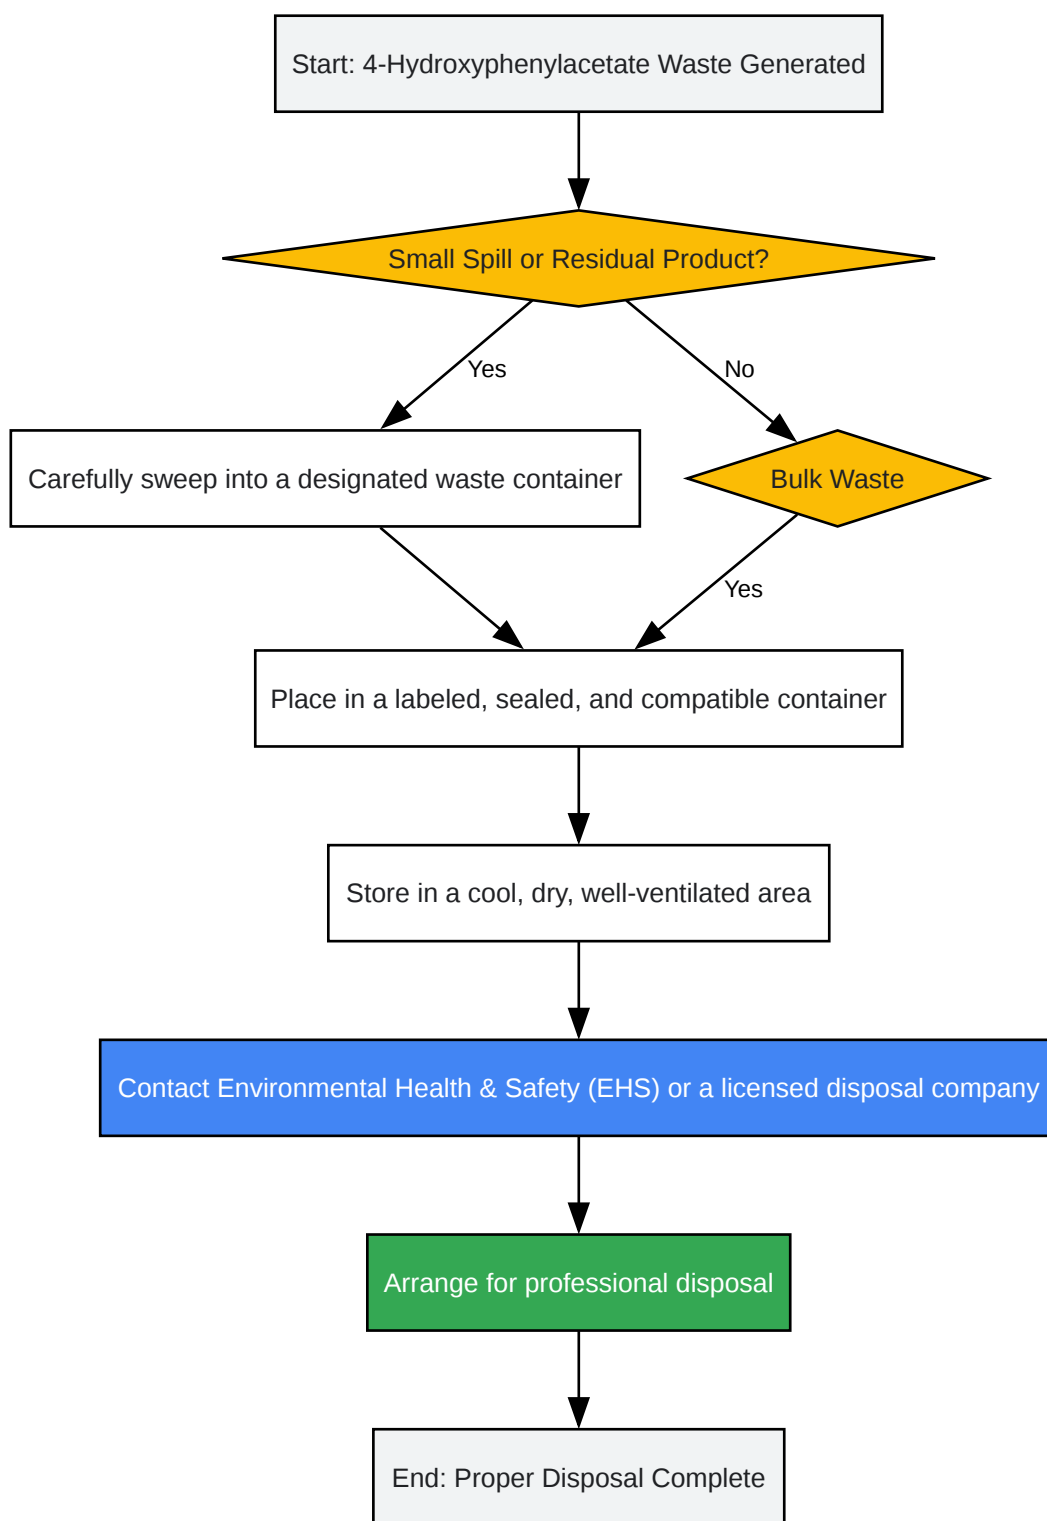 Start: 4-Hydroxyphenylacetate Waste Generated
Small Spill or Residual Product?
Yes
No
Carefully sweep into a designated waste container
Bulk Waste
Yes
Place in a labeled, sealed, and compatible container
Store in a cool, dry, well-ventilated area
Contact Environmental Health & Safety (EHS) or a licensed disposal company
Arrange for professional disposal
End: Proper Disposal Complete